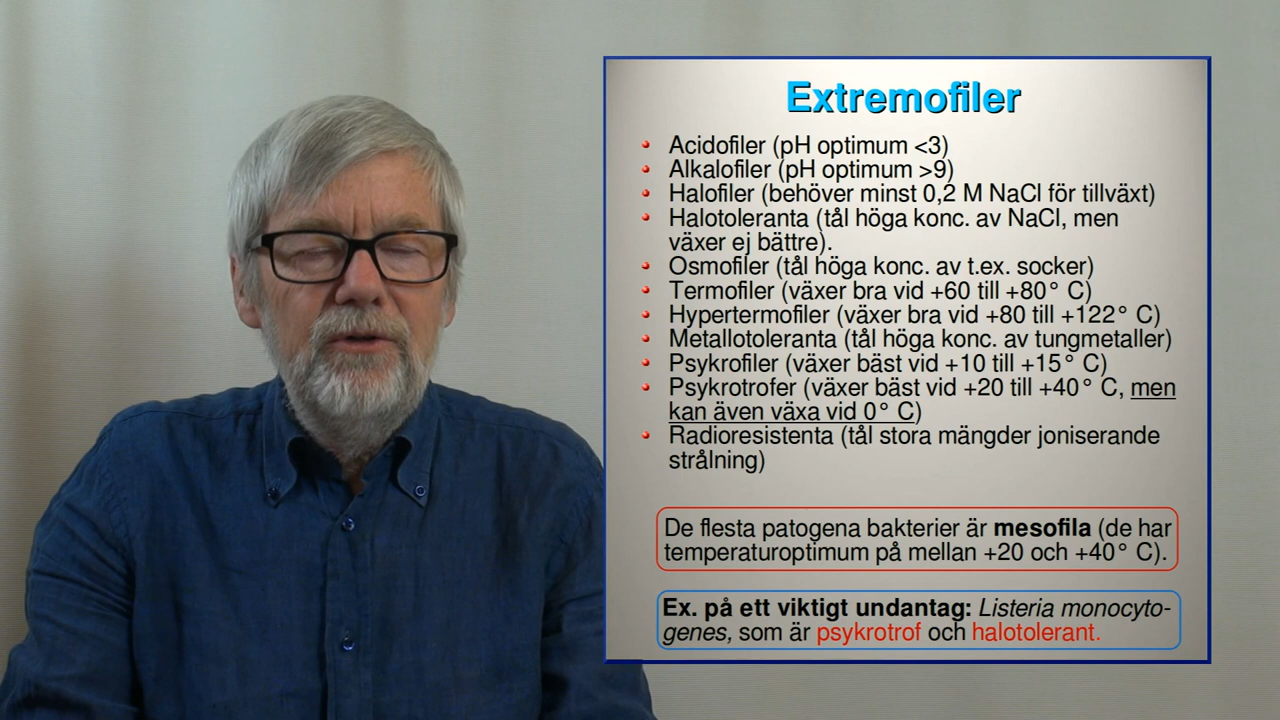 Extremofiler
Acidofiler (pH optimum <3)
Alkalofiler (pH optimum >9)
Halofiler (behöver minst 0,2 M NaCl för tillväxt)
Halotoleranta (tål höga konc. av NaCl, men
växer ej bättre).
Osmofiler (tål höga konc. av t.ex. socker)
Termofiler (växer bra vid +60 till +80° C)
Hypertermofiler (växer bra vid +80 till +122° C)
Metallotoleranta (tål höga konc. av tungmetaller)
Psykrofiler (växer bäst vid +10 till +15° C)
Psykrotrofer (växer bäst vid +20 till +40° C, men
kan även växa vid 0° C)
Radioresistenta (tål stora mängder joniserande
strålning)
De flesta patogena bakterier är mesofila (de har
temperaturoptimum på mellan +20 och +40° C).
Ex. på ett viktigt undantag: Listeria monocyto-
genes, som är psykrotrof och halotolerant.